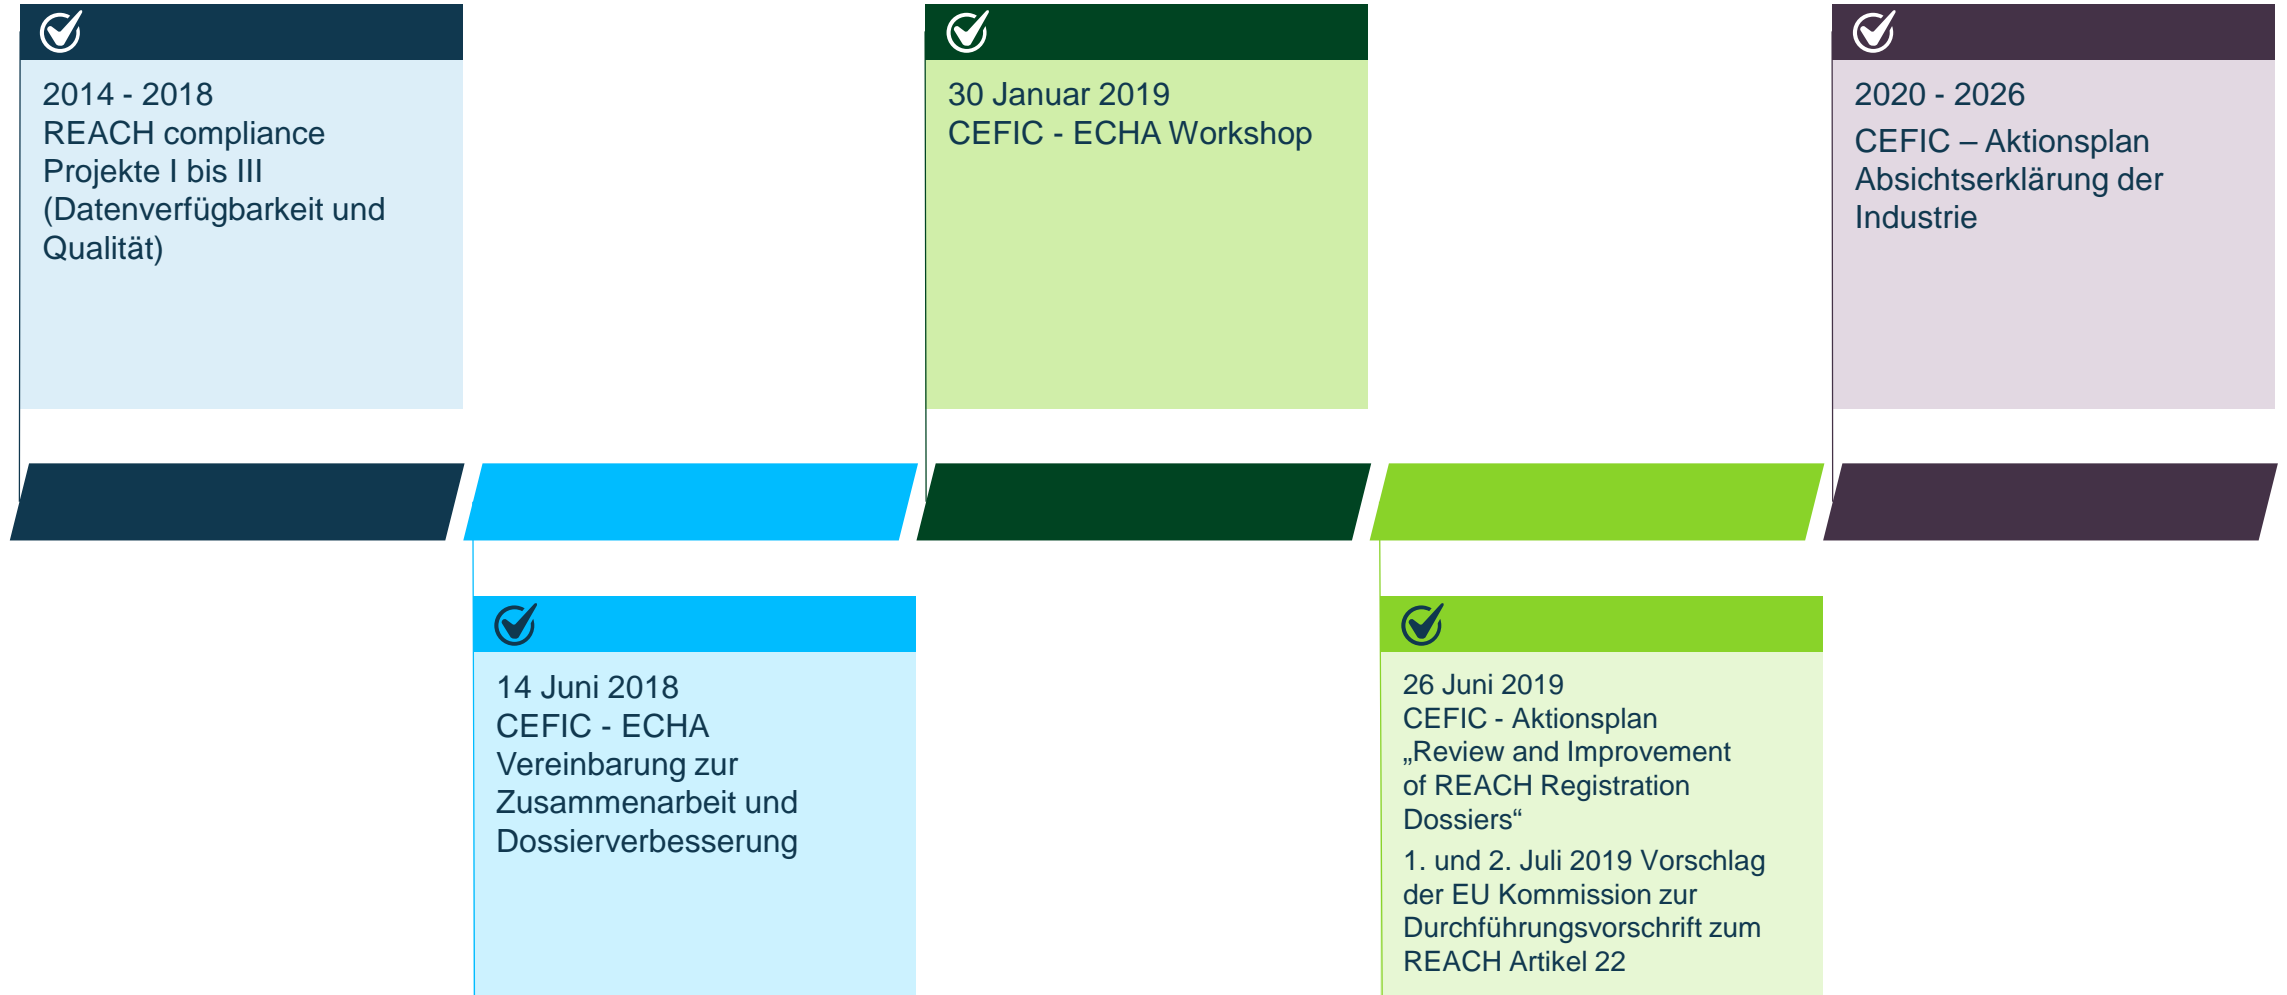 2014 - 2018
REACH compliance
Projekte I bis III
(Datenverfügbarkeit und
Qualität)
14 Juni 2018
CEFIC - ECHA
Vereinbarung zur
Zusammenarbeit und
Dossierverbesserung
30 Januar 2019
CEFIC - ECHA Workshop
26 Juni 2019
CEFIC - Aktionsplan
„Review and Improvement
of REACH Registration
Dossiers“
1. und 2. Juli 2019 Vorschlag
der EU Kommission zur
Durchführungsvorschrift zum
REACH Artikel 22
2020 - 2026
CEFIC – Aktionsplan
Absichtserklärung der
Industrie